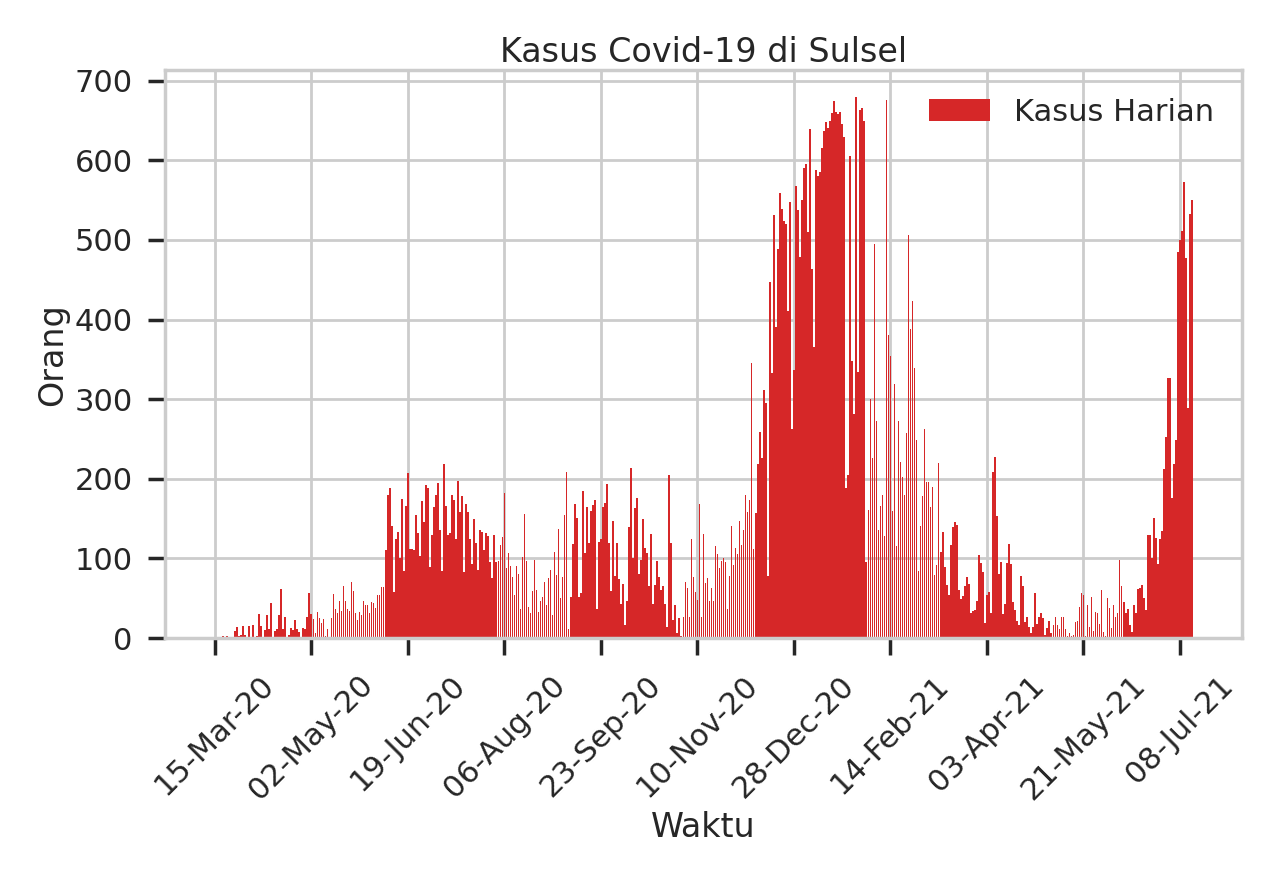 Kasus Covid-19 di Sulsel
Kasus Harian
Orang
700
600
500
400
300
200
100
0
15-Mar-20
02-May-20
19-Jun-20
06-Aug-20
23-Sep-20
10-Nov-20
28-Dec-20
14-Feb-21
03-Apr-21
21-May-21
08-Jul-21
Waktu